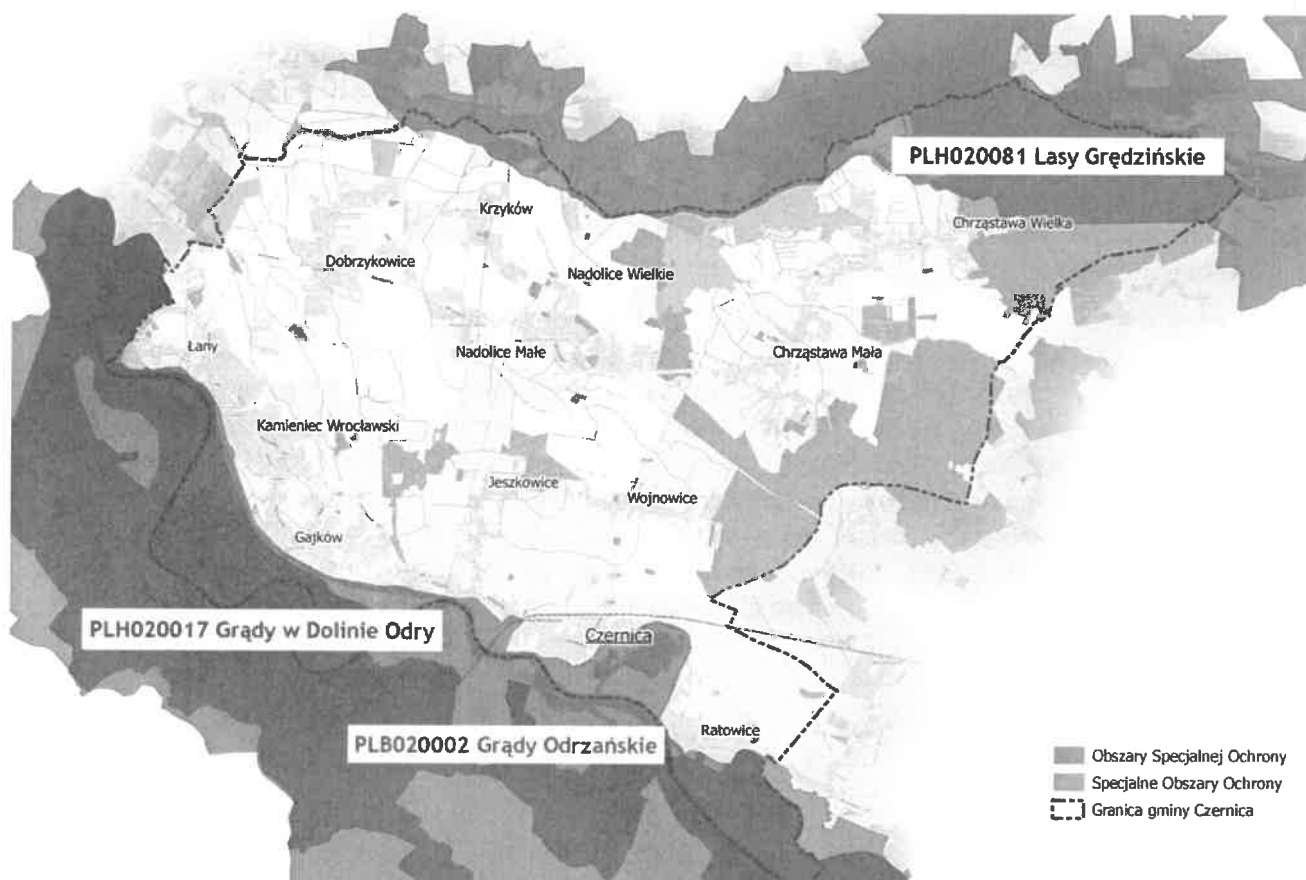 PLH020081 Lasy Grędzińskie
Krzyków
Chrząstawa Wielka
Dobrzykowice
Nadolice Wielkie
Łany
Nadolice Małe
Chrząstawa Mała
Kamieniec Wrocławski
Jeszkowice
Wojnowice
Gajków
PLH020017 Grądy w Dolinie Odry
Czernica
Ratowice
PLB020002 Grądy Odrzańskie
Obszary Specjalnej Ochrony
Specjalne Obszary Ochrony
Granica gminy Czernica